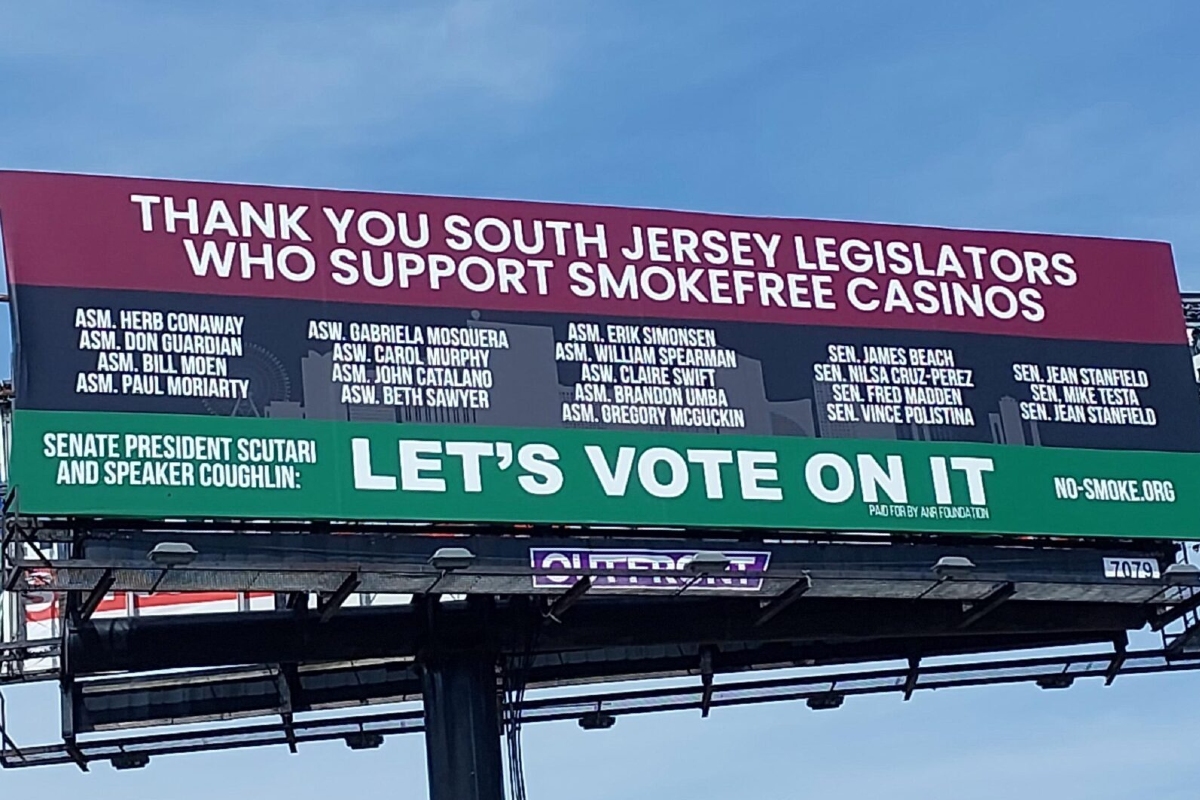 THANK YOU SOUTH JERSEY LEGISLATORS
WHO SUPPORT SMOKEFREE CASINOS
ASM. HERB CONAWAY
ASM. DON GUARDIAN
ASM. BILL MOEN
ASM. PAUL MORIARTY
ASW. GABRIELA MOSQUERA
ASW. CAROL MURPHY
ASM. JOHN CATALANO
ASW. BETH SAWYER
ASM. ERIK SIMONSEN
ASM. WILLIAM SPEARMAN
ASW. CLAIRE SWIFT
ASM. BRANDON UMBA
ASM. GREGORY MCGUCKIN
SEN. JAMES BEACH
SEN. NILSA CRUZ-PEREZ
SEN. FRED MADDEN
SEN. VINCE POLISTINA
SEN. JEAN STANFIELD
SEN. MIKE TESTA
SEN. JEAN STANFIELD
SENATE PRESIDENT SCUTARI
AND SPEAKER COUGHLIN:
LET'S VOTE ON IT
PAID FOR BY ANR FOUNDATION
NO-SMOKE.ORG
OUTFRONT
7079